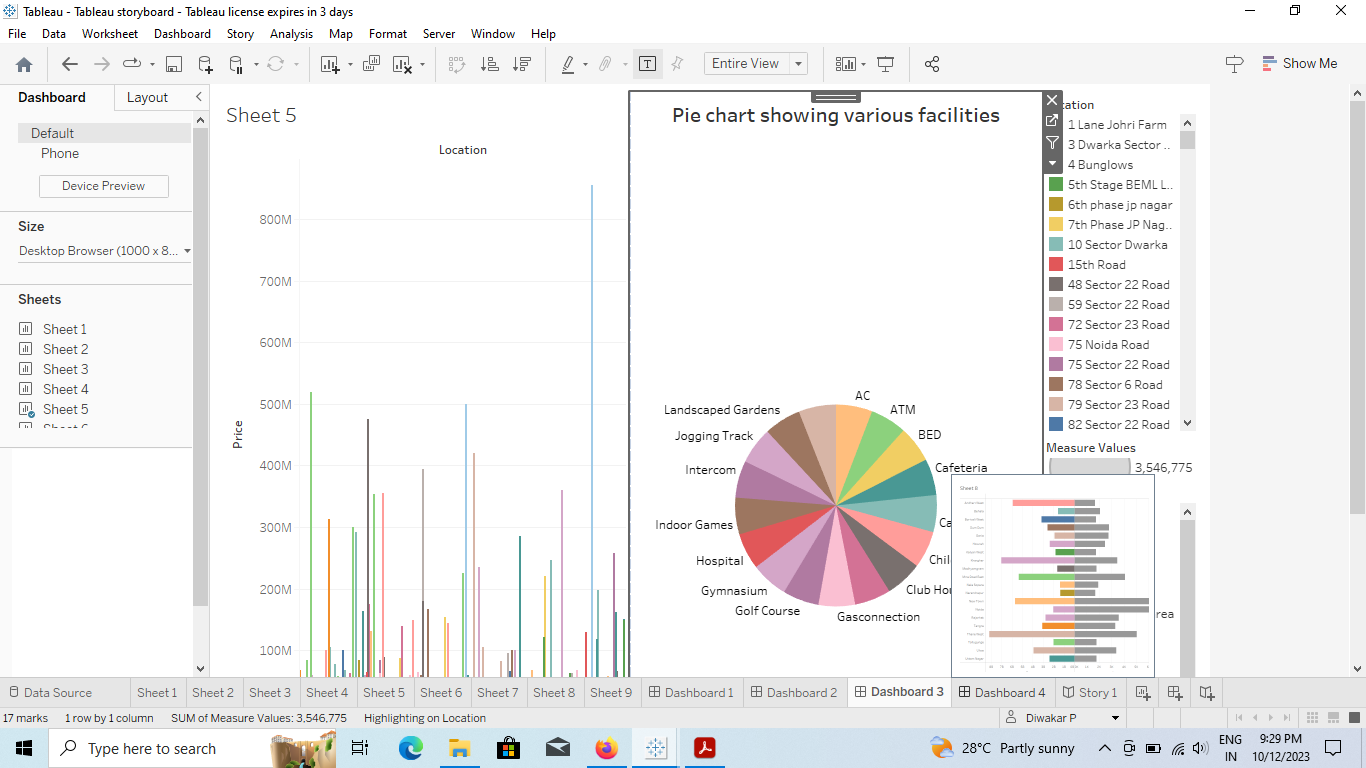 Tableau - Tableau storyboard - Tableau license expires in 3 days
File Data Worksheet Dashboard Story Analysis Map Format Server Window Help
Entire View
Show Me
Dashboard
Layout
Default
Phone
Device Preview
Size
Desktop Browser (1000 x 8...
Sheets
Sheet 1
Sheet 2
Sheet 3
Sheet 4
Sheet 5
Sheet 5
Location
Price
800M
700M
600M
500M
400M
300M
200M
100M
Pie chart showing various facilities
AC
ATM
BED
Cafeteria
Ca
Chil
Club Hou
Gasconnection
Golf Course
Gymnasium
Hospital
Indoor Games
Intercom
Jogging Track
Landscaped Gardens
cation
1 Lane Johri Farm
3 Dwarka Sector ..
4 Bunglows
5th Stage BEML L..
6th phase jp nagar
7th Phase JP Nag..
10 Sector Dwarka
15th Road
48 Sector 22 Road
59 Sector 22 Road
72 Sector 23 Road
75 Noida Road
75 Sector 22 Road
78 Sector 6 Road
79 Sector 23 Road
82 Sector 22 Road
Measure Values
3,546,775
Sheet 8
rea
Data Source Sheet 1 Sheet 2 Sheet 3 Sheet 4 Sheet 5 Sheet 6 Sheet 7 Sheet 8 Sheet 9 Dashboard 1 Dashboard 2 Dashboard 3 Dashboard 4 Story 1
17 marks 1 row by 1 column SUM of Measure Values: 3,546,775 Highlighting on Location
Diwakar P
Type here to search
28°C Partly sunny
ENG
IN
9:29 PM
10/12/2023